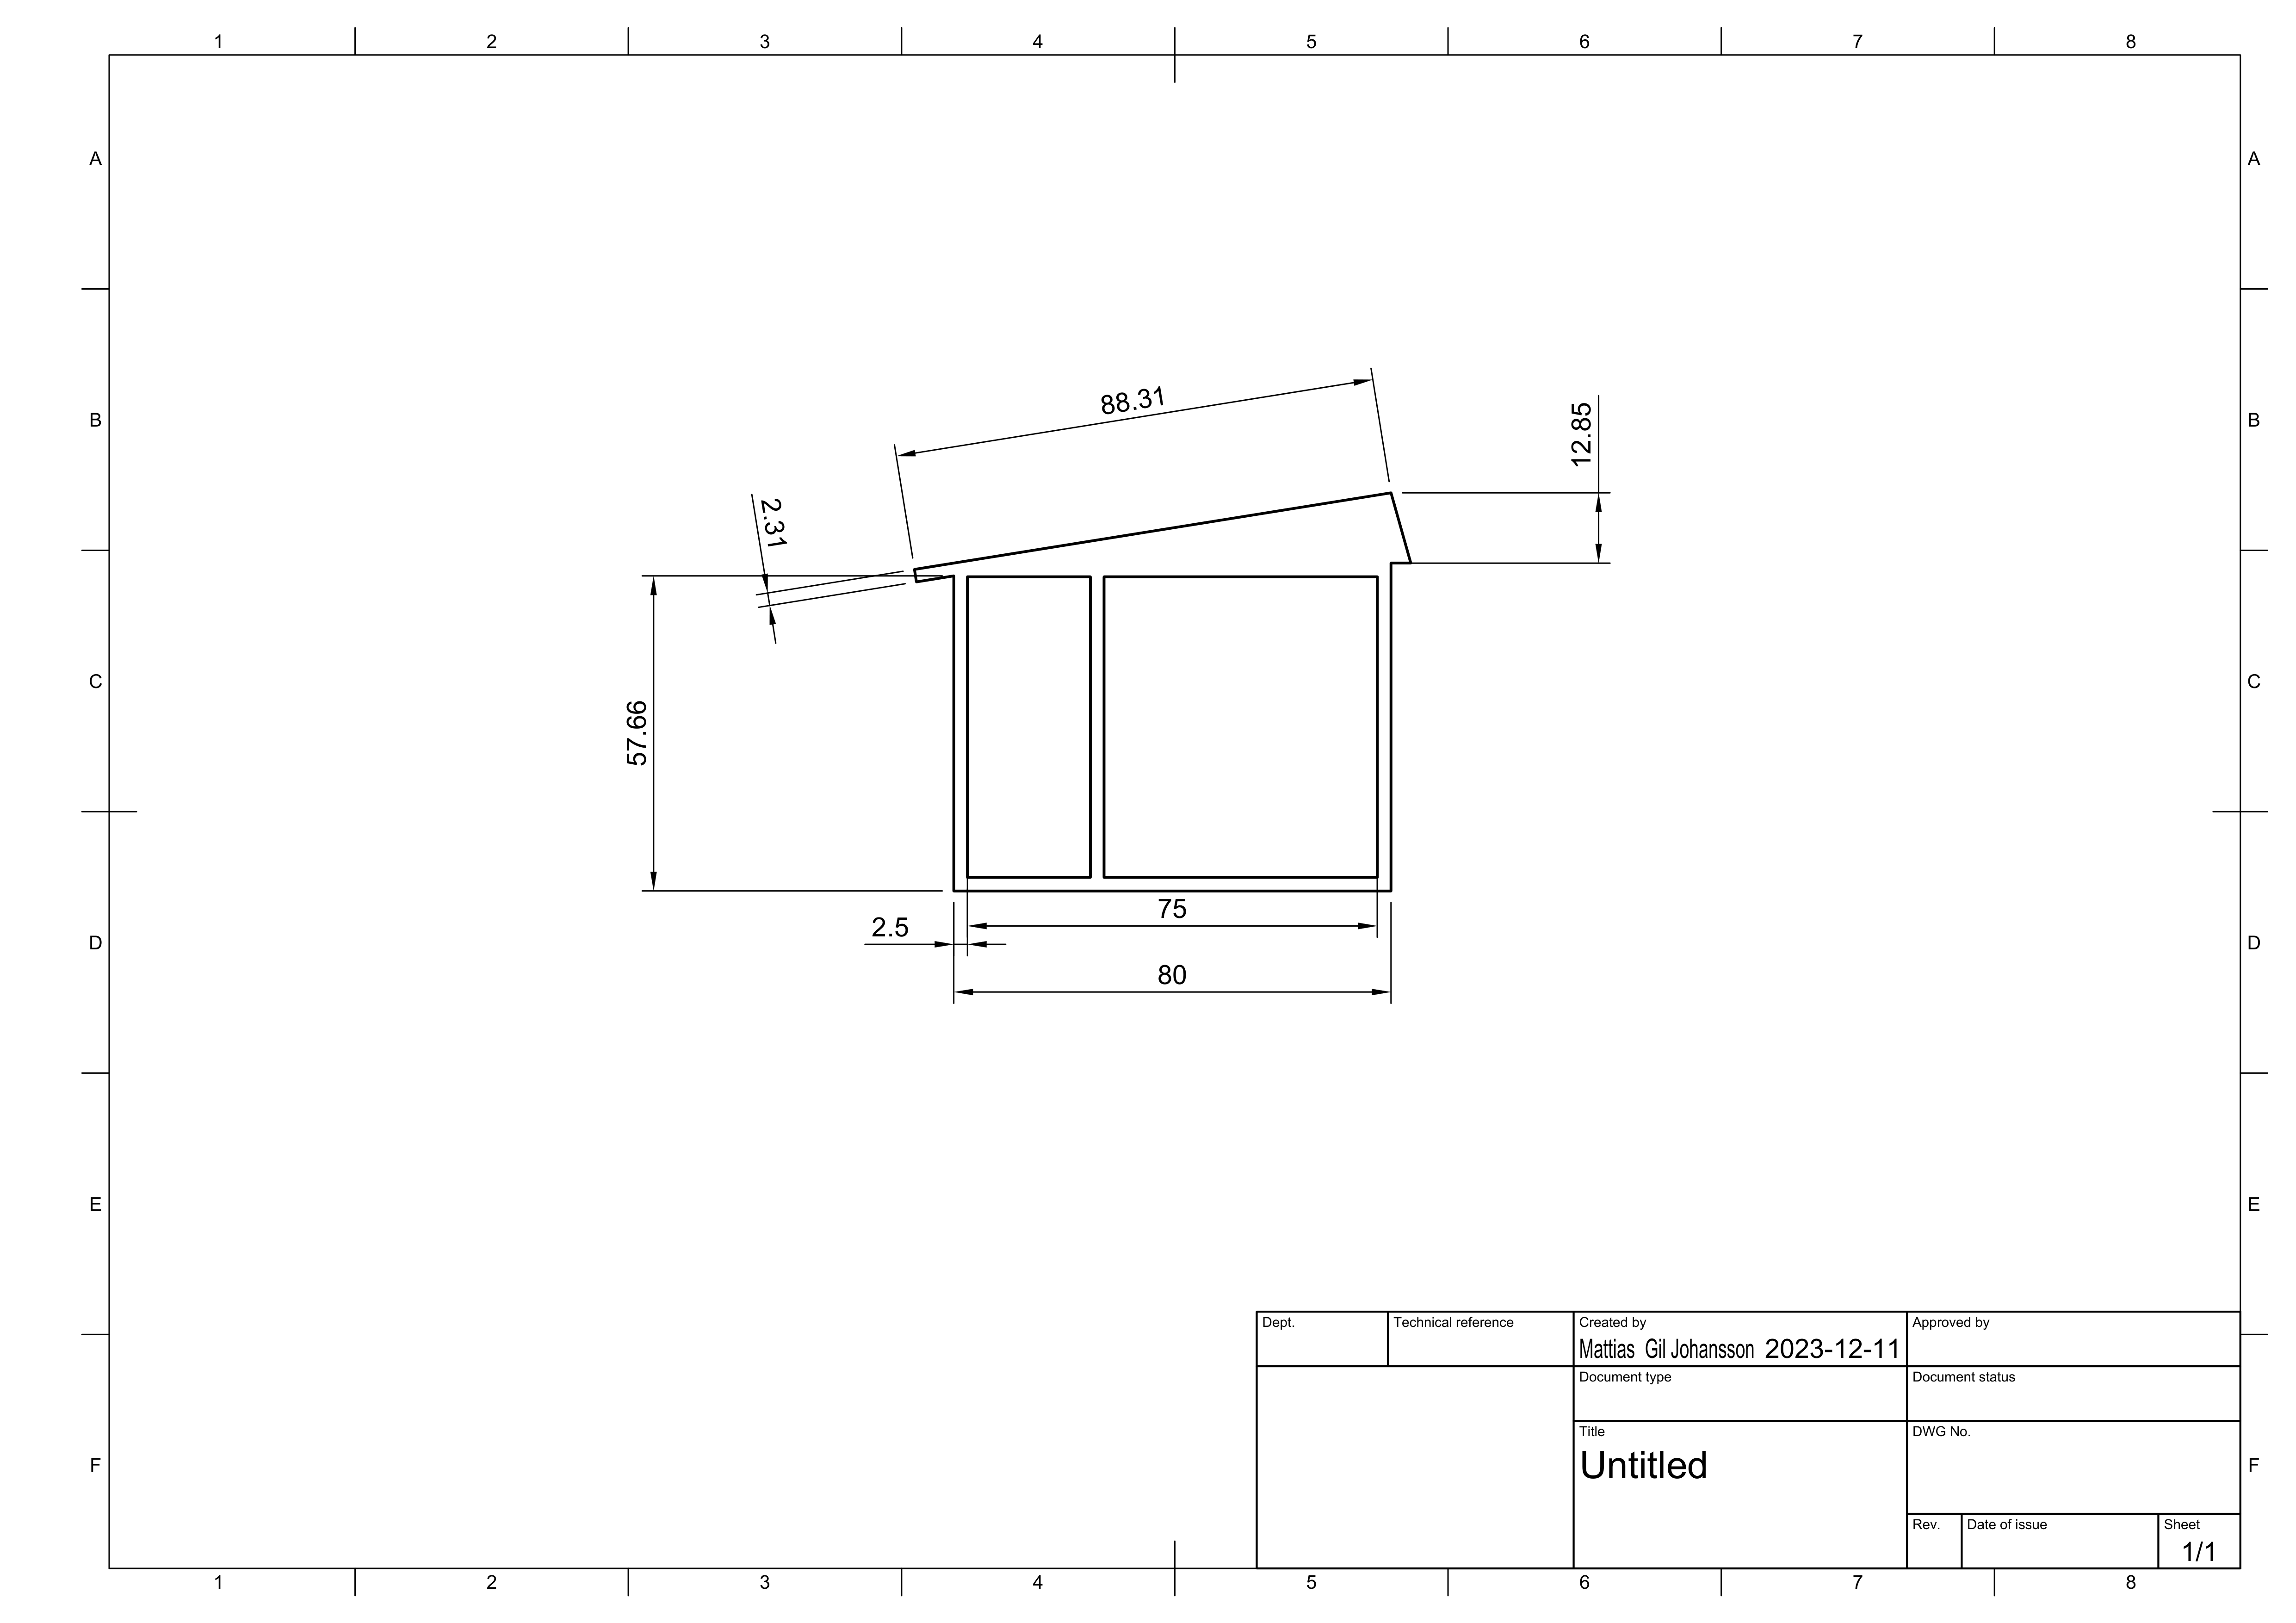 1 2 3 4 5 6 7 8
A A
B B
C C
D D
E E
F F
88.31
12.85
2.31
57.66
75
2.5
80
Dept. Technical reference Created by Approved by
Mattias Gil Johansson 2023-12-11
Document type Document status
Title DWG No.
Untitled
Rev. Date of issue Sheet
1/1
1 2 3 4 5 6 7 8